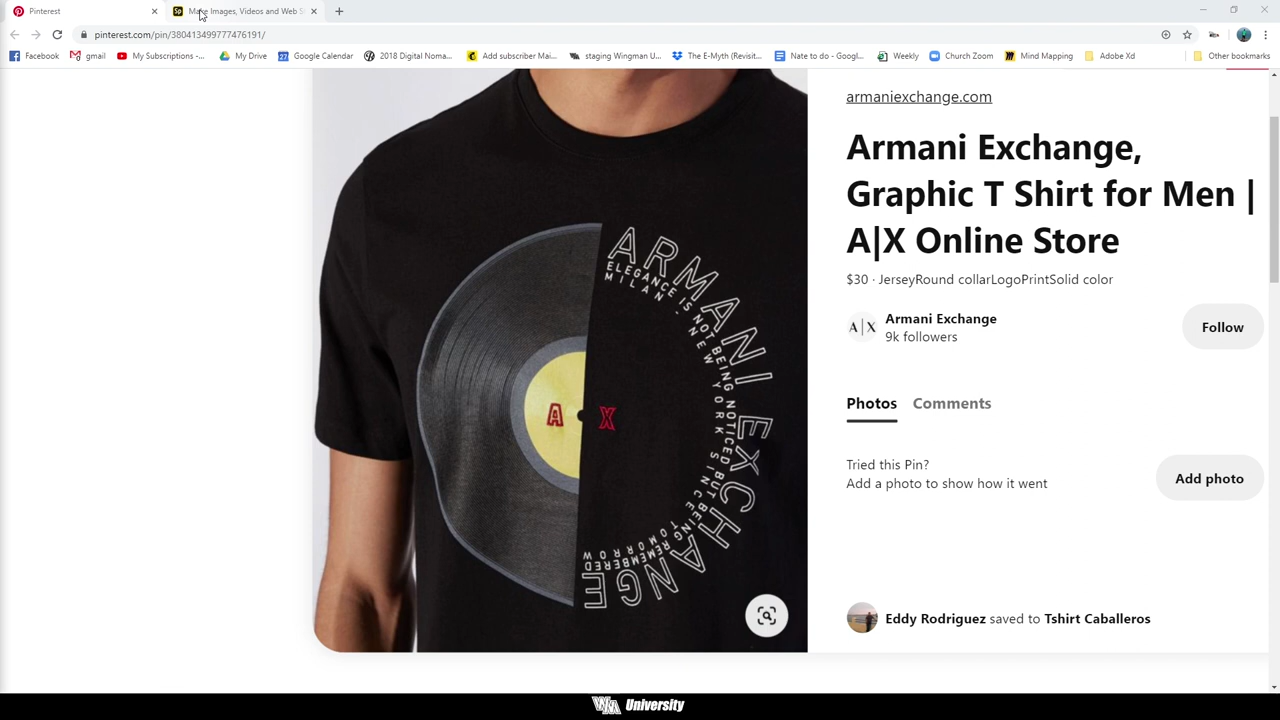 Pinterest
Sp Make Images, Videos and Web S
pinterest.com/pin/380413499777476191/
Facebook
gmail
My Subscriptions -...
My Drive
27 Google Calendar
2018 Digital Noma...
Add subscriber Mai...
staging Wingman U...
The E-Myth (Revisit...
Nate to do - Googl...
Weekly
Church Zoom
Mind Mapping
Adobe Xd
Other bookmarks
armaniexchange.com
Armani Exchange,
Graphic T Shirt for Men |
A|X Online Store
$30 · JerseyRound collarLogoPrintSolid color
A|X
Armani Exchange
9k followers
Follow
Photos
Comments
Tried this Pin?
Add a photo to show how it went
Add photo
Eddy Rodriguez saved to Tshirt Caballeros
ARMANI EXCHANGE
ELEGANCE IS NOT BEING NOTICED BUT BEING REMEMBERED
MILAN - NEW YORK SINCE TOMORROW
A X
University